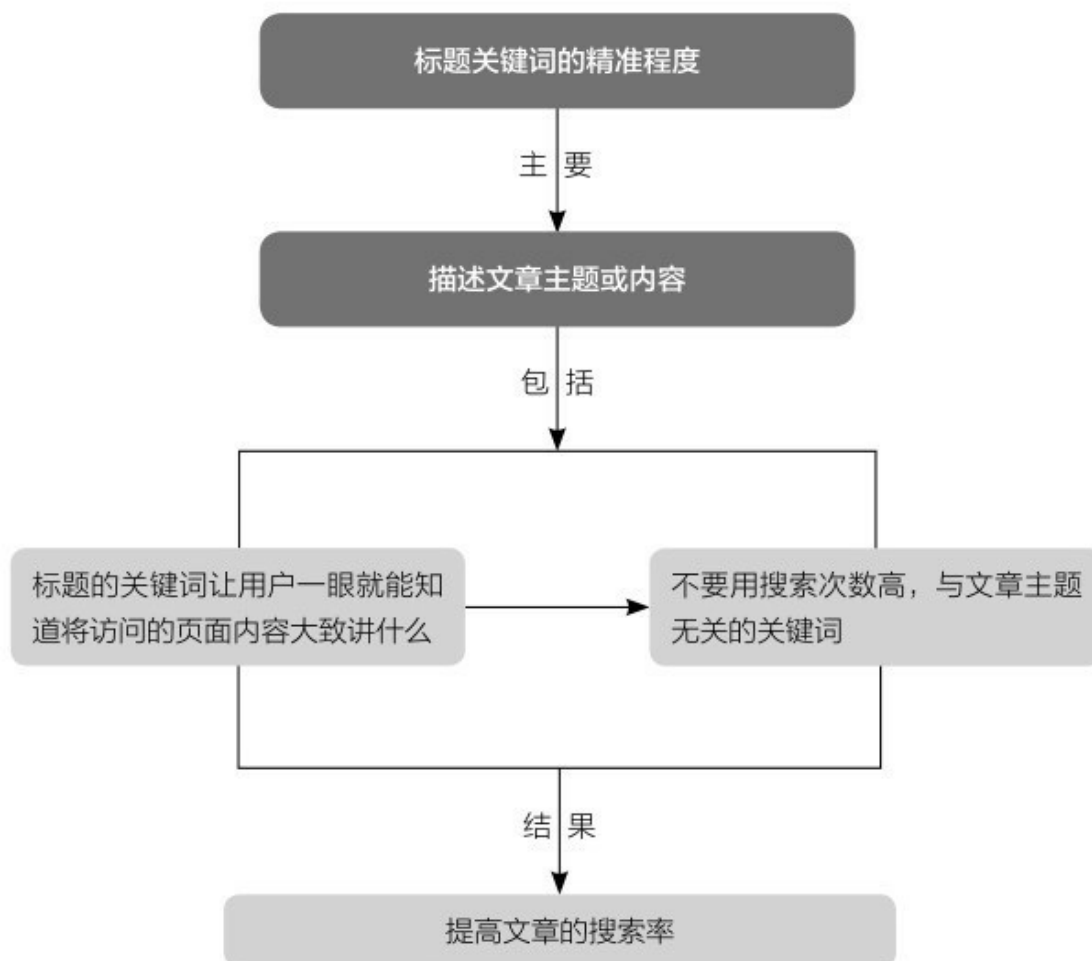 标题关键词的精准程度
主要
描述文章主题或内容
包括
标题的关键词让用户一眼就能知
道将访问的页面内容大致讲什么
不要用搜索次数高，与文章主题
无关的关键词
结果
提高文章的搜索率